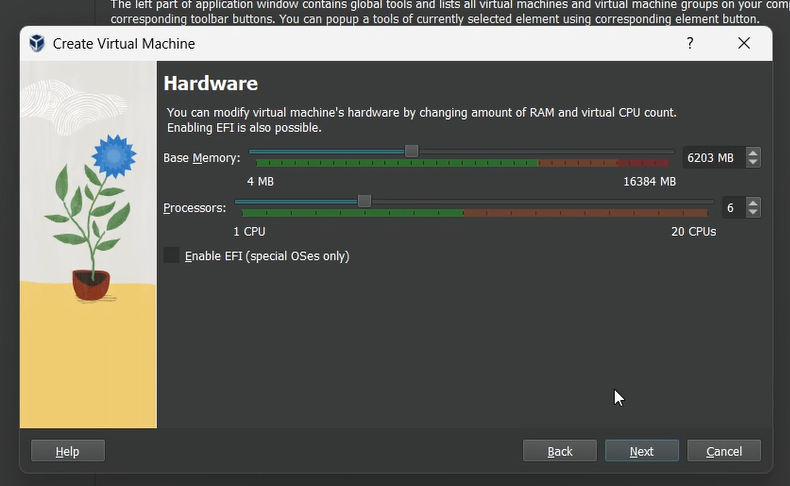 The left part of application window contains global tools and lists all virtual machines and virtual machine groups on your
corresponding toolbar buttons. You can popup a tools of currently selected element using corresponding element button.
Create Virtual Machine
?
Hardware
You can modify virtual machine's hardware by changing amount of RAM and virtual CPU count.
Enabling EFI is also possible.
Base Memory: 6203 MB
4 MB 16384 MB
Processors: 6
1 CPU 20 CPUs
Enable EFI (special OSes only)
Help Back Next Cancel